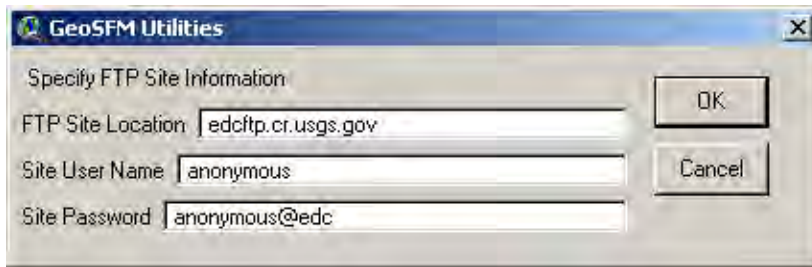 GeoSFM Utilities
Specify FTP Site Information
FTP Site Location edcftp.cr.usgs.gov
Site User Name anonymous
Site Password anonymous@edc
OK
Cancel